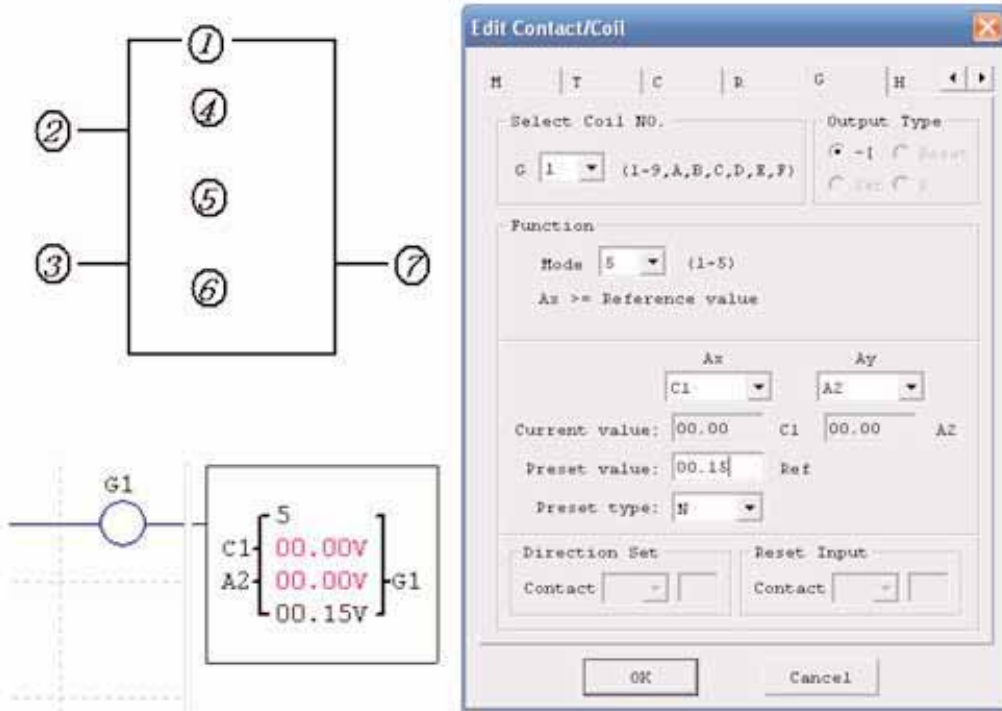 ①
②
④
⑤
③
⑥
⑦
G1
5
C1 00.00V
A2 00.00V G1
00.15V
Edit Contact/Coil
M T C R G H
Select Coil NO.
G 1 (1-9,A,B,C,D,E,F)
Output Type
-[ Reset
Set P
Function
Mode 5 (1-5)
Ax >= Reference value
Ax Ay
C1 A2
Current value: 00.00 C1 00.00 A2
Preset value: 00.15 Ref
Preset type: N
Direction Set
Contact
Reset Input
Contact
OK Cancel